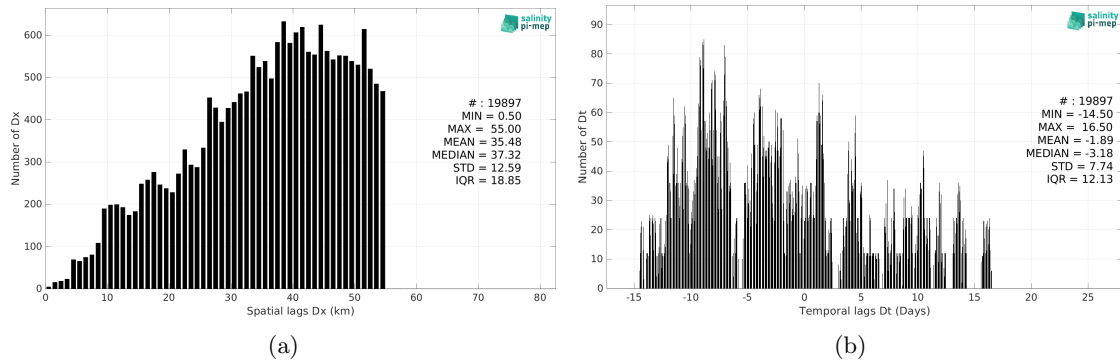 600
500
400
300
200
100
0
Number of Dx
salinity
pi-mep
# : 19897
MIN = 0.50
MAX = 55.00
MEAN = 35.48
MEDIAN = 37.32
STD = 12.59
IQR = 18.85
0 10 20 30 40 50 60 70 80
Spatial lags Dx (km)
(a)
90
80
70
60
50
40
30
20
10
0
Number of Dt
salinity
pi-mep
# : 19897
MIN = -14.50
MAX = 16.50
MEAN = -1.89
MEDIAN = -3.18
STD = 7.74
IQR = 12.13
-15 -10 -5 0 5 10 15 20 25
Temporal lags Dt (Days)
(b)